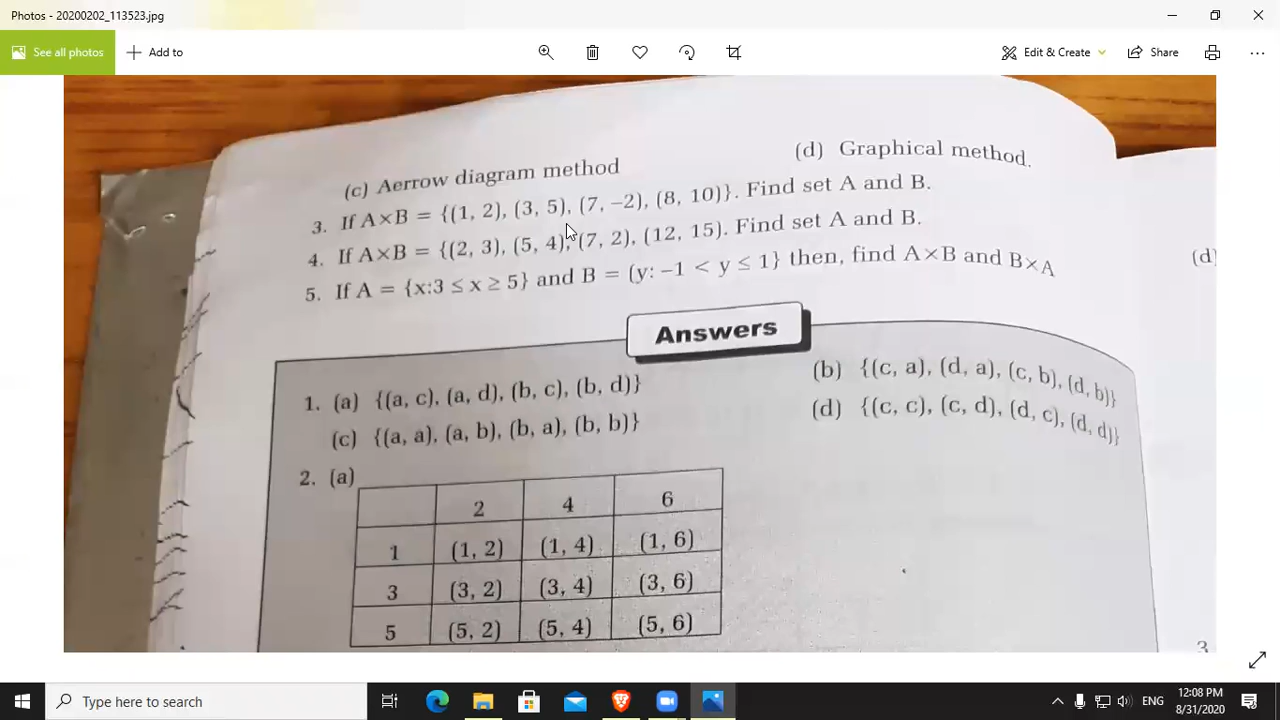 Photos - 20200202_113523.jpg
See all photos
Add to
Edit & Create
Share
(c) Aerrow diagram method (d) Graphical method.
3. If A×B = {(1, 2), (3, 5), (7, –2), (8, 10)}. Find set A and B.
4. If A×B = {(2, 3), (5, 4), (7, 2), (12, 15). Find set A and B.
5. If A = {x:3 ≤ x ≥ 5} and B = (y: –1 < y ≤ 1} then, find A×B and B×A
(d)
Answers
1. (a) {(a, c), (a, d), (b, c), (b, d)} (b) {(c, a), (d, a), (c, b), (d, b)}
(c) {(a, a), (a, b), (b, a), (b, b)} (d) {(c, c), (c, d), (d, c), (d, d)}
2. (a)
2 4 6
1 (1, 2) (1, 4) (1, 6)
3 (3, 2) (3, 4) (3, 6)
5 (5, 2) (5, 4) (5, 6)
3
Type here to search
ENG
12:08 PM
8/31/2020